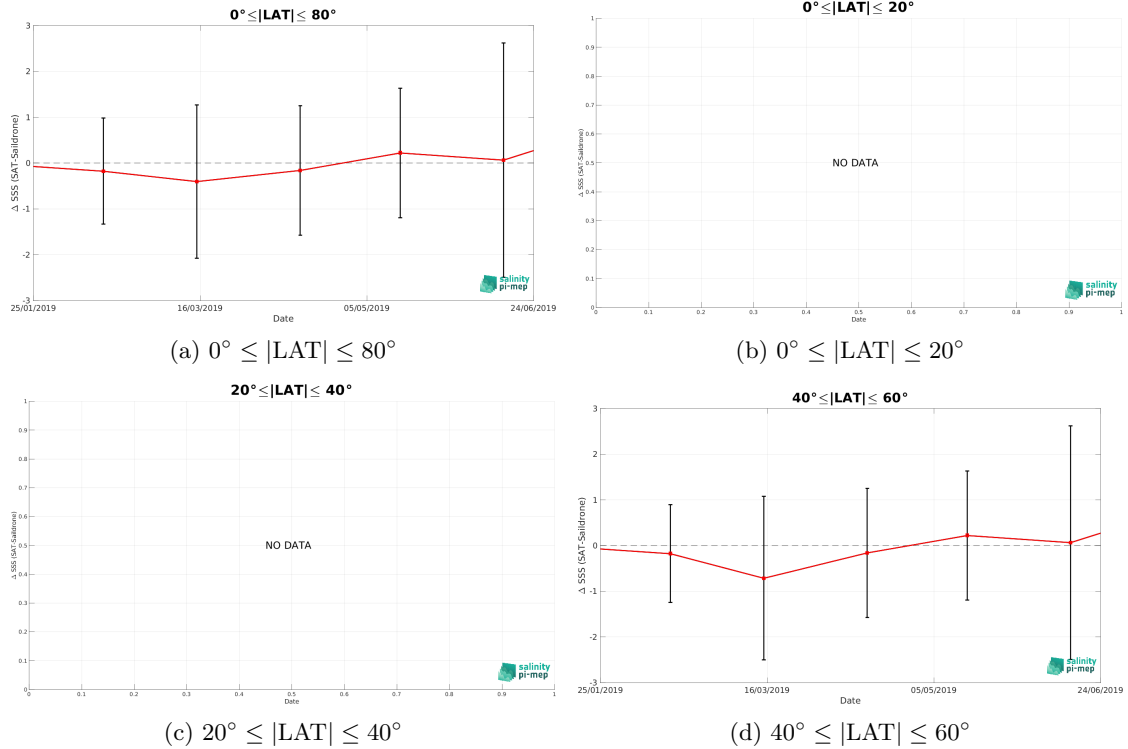 0°≤|LAT|≤ 80°
3
2
1
0
-1
-2
-3
Δ SSS (SAT-Saildrone)
25/01/2019 16/03/2019 05/05/2019 24/06/2019
Date
salinity
pi-mep
(a) 0° ≤ |LAT| ≤ 80°
0°≤|LAT|≤ 20°
1
0.9
0.8
0.7
0.6
0.5
0.4
0.3
0.2
0.1
0
Δ SSS (SAT-Saildrone)
NO DATA
0 0.1 0.2 0.3 0.4 0.5 0.6 0.7 0.8 0.9 1
Date
salinity
pi-mep
(b) 0° ≤ |LAT| ≤ 20°
20°≤|LAT|≤ 40°
1
0.9
0.8
0.7
0.6
0.5
0.4
0.3
0.2
0.1
0
Δ SSS (SAT-Saildrone)
NO DATA
0 0.1 0.2 0.3 0.4 0.5 0.6 0.7 0.8 0.9 1
Date
salinity
pi-mep
(c) 20° ≤ |LAT| ≤ 40°
40°≤|LAT|≤ 60°
3
2
1
0
-1
-2
-3
Δ SSS (SAT-Saildrone)
25/01/2019 16/03/2019 05/05/2019 24/06/2019
Date
salinity
pi-mep
(d) 40° ≤ |LAT| ≤ 60°